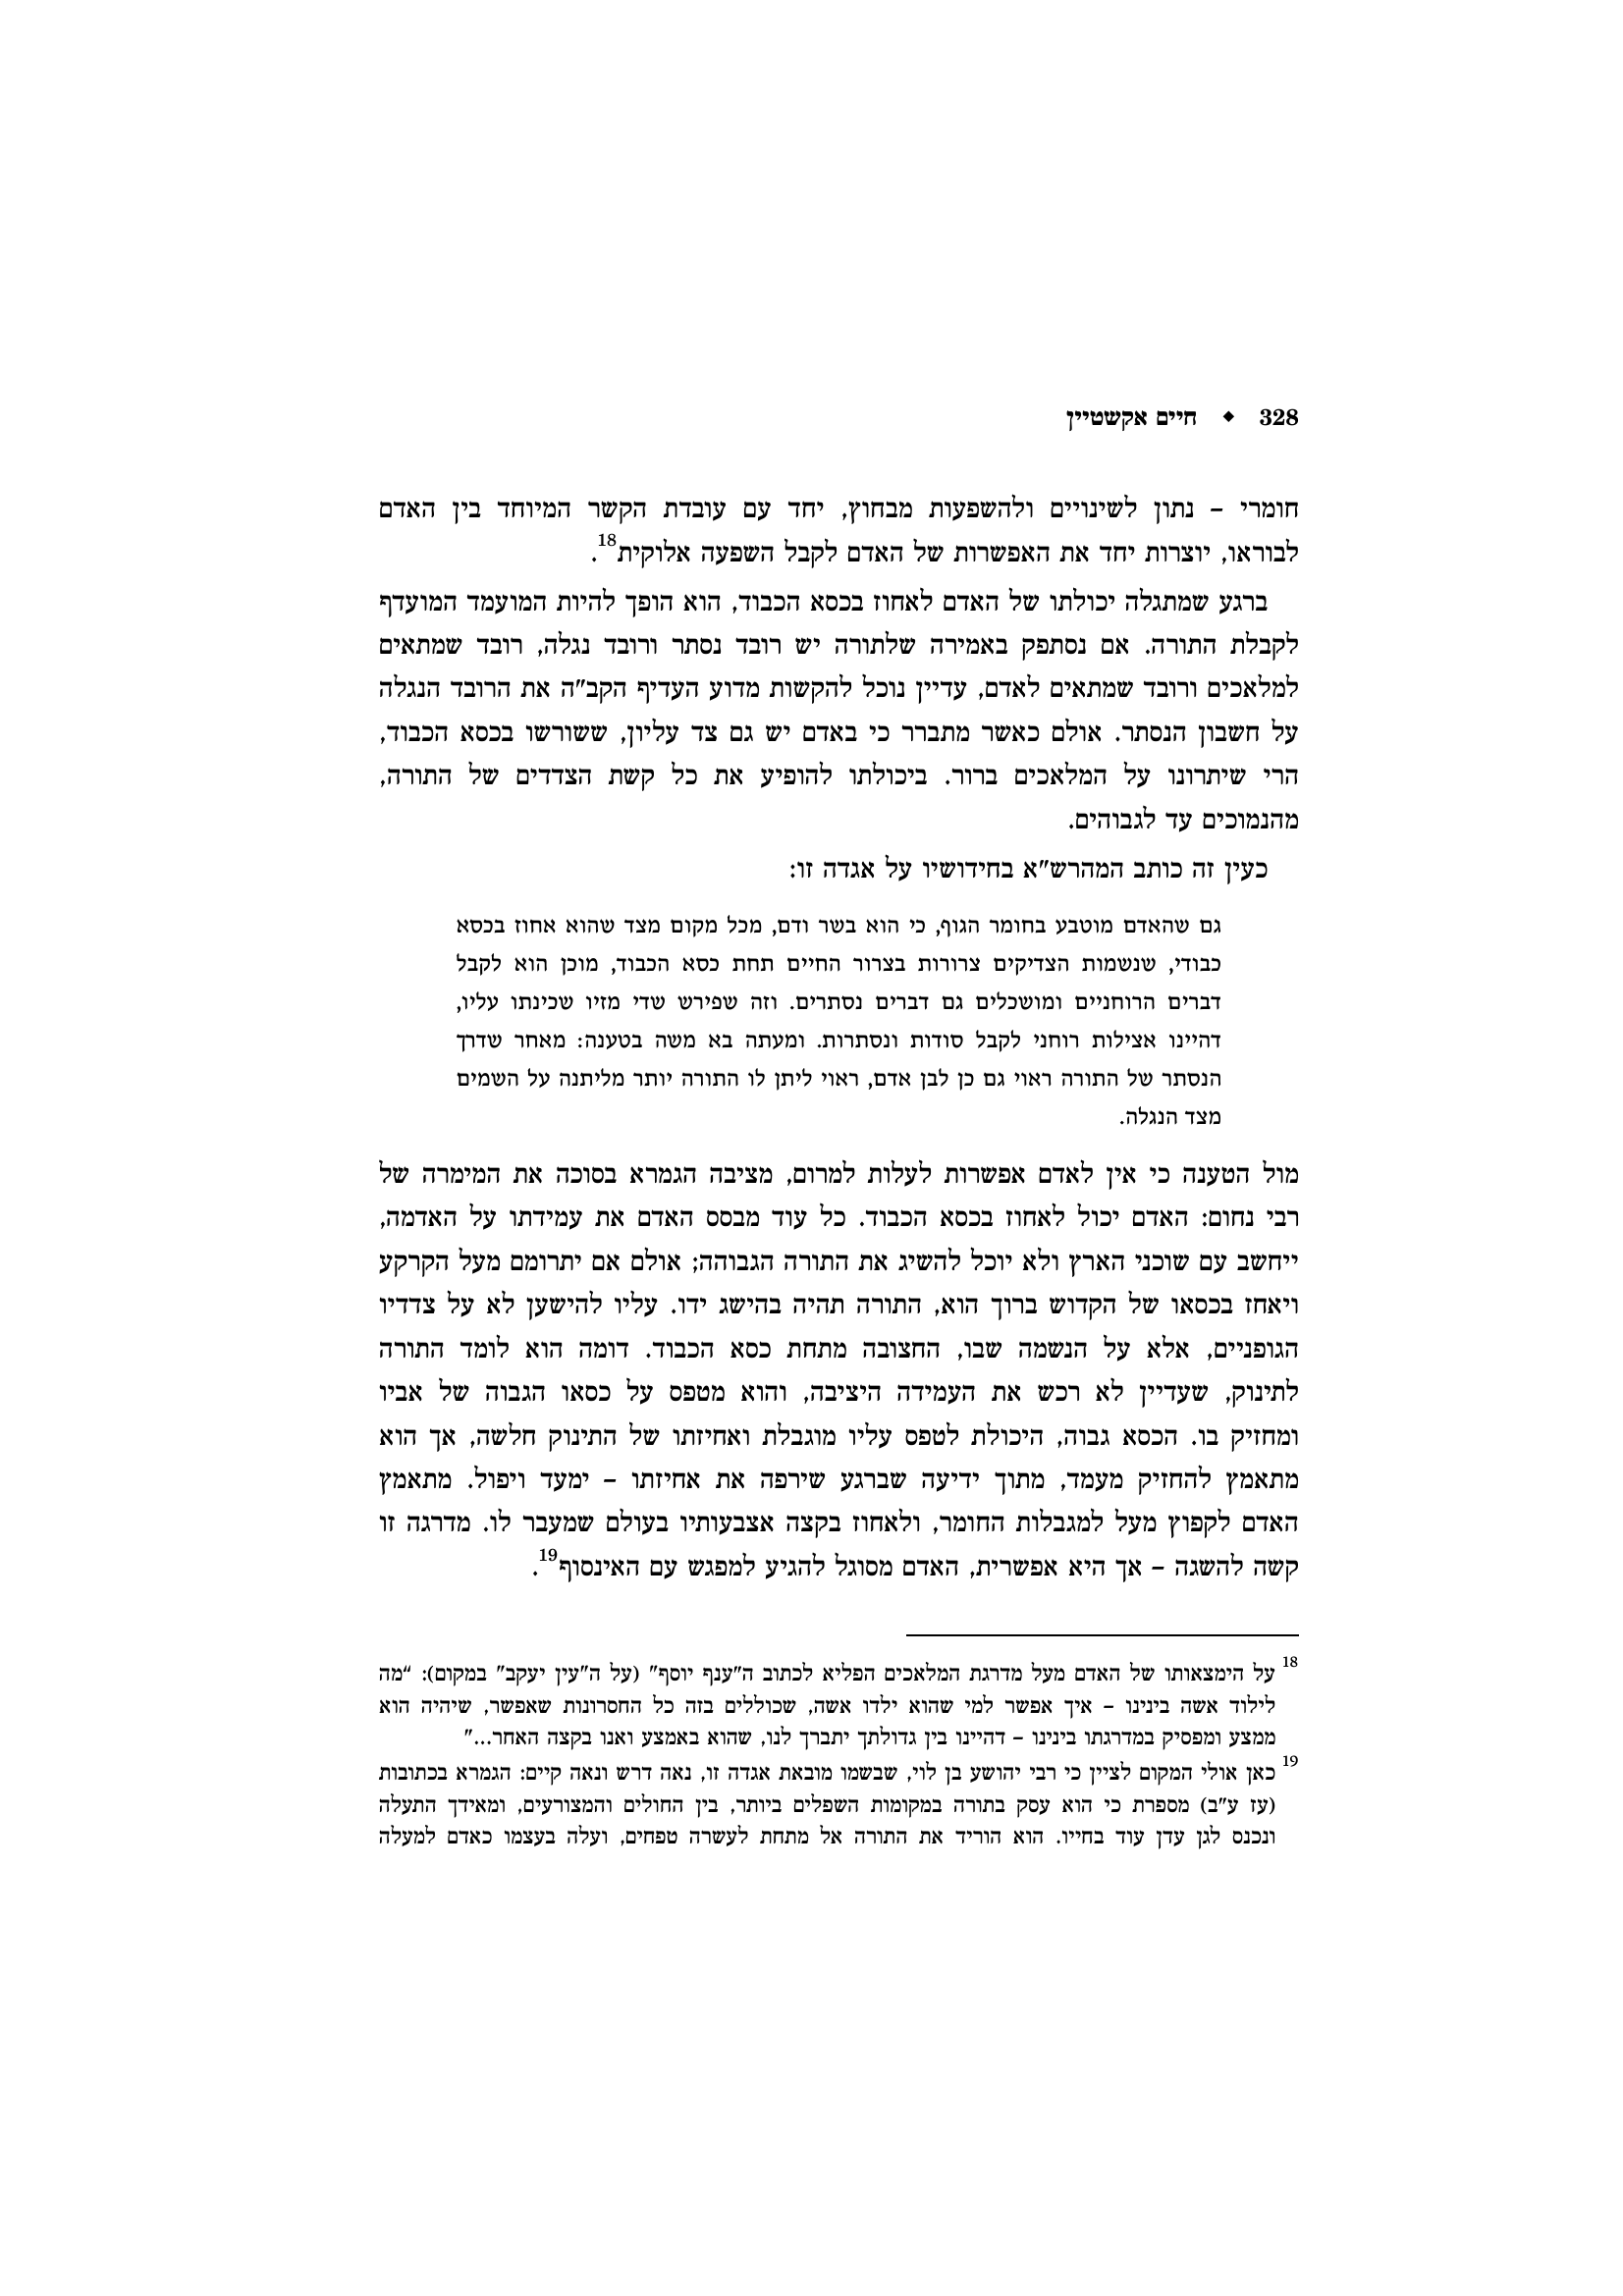 328 ◆ חיים אקשטיין
חומרי – נתון לשינויים ולהשפעות מבחוץ, יחד עם עובדת הקשר המיוחד בין האדם
לבוראו, יוצרות יחד את האפשרות של האדם לקבל השפעה אלוקית18.
ברגע שמתגלה יכולתו של האדם לאחוז בכסא הכבוד, הוא הופך להיות המועמד המועדף
לקבלת התורה. אם נסתפק באמירה שלתורה יש רובד נסתר ורובד נגלה, רובד שמתאים
למלאכים ורובד שמתאים לאדם, עדיין נוכל להקשות מדוע העדיף הקב"ה את הרובד הנגלה
על חשבון הנסתר. אולם כאשר מתברר כי באדם יש גם צד עליון, ששורשו בכסא הכבוד,
הרי שיתרונו על המלאכים ברור. ביכולתו להופיע את כל קשת הצדדים של התורה,
מהנמוכים עד לגבוהים.
כעין זה כותב המהרש"א בחידושיו על אגדה זו:
גם שהאדם מוטבע בחומר הגוף, כי הוא בשר ודם, מכל מקום מצד שהוא אחוז בכסא
כבודי, שנשמות הצדיקים צרורות בצרור החיים תחת כסא הכבוד, מוכן הוא לקבל
דברים הרוחניים ומושכלים גם דברים נסתרים. וזה שפירש שדי מזיו שכינתו עליו,
דהיינו אצילות רוחני לקבל סודות ונסתרות. ומעתה בא משה בטענה: מאחר שדרך
הנסתר של התורה ראוי גם כן לבן אדם, ראוי ליתן לו התורה יותר מליתנה על השמים
מצד הנגלה.
מול הטענה כי אין לאדם אפשרות לעלות למרום, מציבה הגמרא בסוכה את המימרה של
רבי נחום: האדם יכול לאחוז בכסא הכבוד. כל עוד מבסס האדם את עמידתו על האדמה,
ייחשב עם שוכני הארץ ולא יוכל להשיג את התורה הגבוהה; אולם אם יתרומם מעל הקרקע
ויאחז בכסאו של הקדוש ברוך הוא, התורה תהיה בהישג ידו. עליו להישען לא על צדדיו
הגופניים, אלא על הנשמה שבו, החצובה מתחת כסא הכבוד. דומה הוא לומד התורה
לתינוק, שעדיין לא רכש את העמידה היציבה, והוא מטפס על כסאו הגבוה של אביו
ומחזיק בו. הכסא גבוה, היכולת לטפס עליו מוגבלת ואחיזתו של התינוק חלשה, אך הוא
מתאמץ להחזיק מעמד, מתוך ידיעה שברגע שירפה את אחיזתו – ימעד ויפול. מתאמץ
האדם לקפוץ מעל למגבלות החומר, ולאחוז בקצה אצבעותיו בעולם שמעבר לו. מדרגה זו
קשה להשגה – אך היא אפשרית, האדם מסוגל להגיע למפגש עם האינסוף19.
18 על הימצאותו של האדם מעל מדרגת המלאכים הפליא לכתוב ה"ענף יוסף" (על ה"עין יעקב" במקום): "מה
לילוד אשה בינינו – איך אפשר למי שהוא ילדו אשה, שכוללים בזה כל החסרונות שאפשר, שיהיה הוא
ממצע ומפסיק במדרגתו בינינו – דהיינו בין גדולתך יתברך לנו, שהוא באמצע ואנו בקצה האחר..."
19 כאן אולי המקום לציין כי רבי יהושע בן לוי, שבשמו מובאת אגדה זו, נאה דרש ונאה קיים: הגמרא בכתובות
(עז ע"ב) מספרת כי הוא עסק בתורה במקומות השפלים ביותר, בין החולים והמצורעים, ומאידך התעלה
ונכנס לגן עדן עוד בחייו. הוא הוריד את התורה אל מתחת לעשרה טפחים, ועלה בעצמו כאדם למעלה